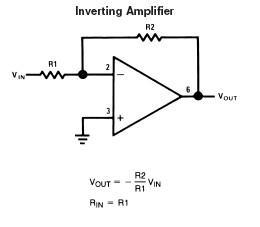 Inverting Amplifier
R2
R1
VIN
2
−
6
VOUT
3
+
VOUT = − R2/R1 VIN
RIN = R1